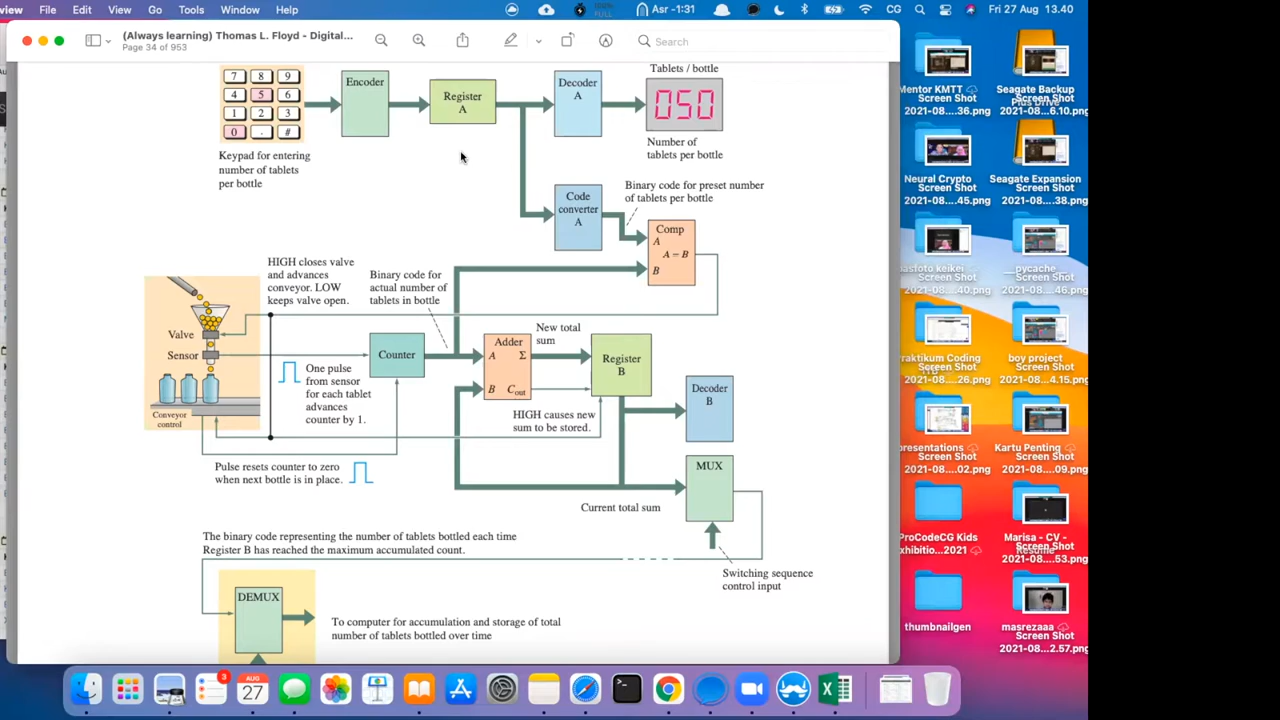 view File Edit View Go Tools Window Help
Asr -1:31
CG
Fri 27 Aug 13.40
(Always learning) Thomas L. Floyd - Digital...
Page 34 of 953
Search
7 8 9
4 5 6
1 2 3
0 . #
Keypad for entering
number of tablets
per bottle
Encoder
Register
A
Decoder
A
Tablets / bottle
050
Number of
tablets per bottle
Code
converter
A
Binary code for preset number
of tablets per bottle
Comp
A
A = B
B
HIGH closes valve
and advances
conveyor. LOW
keeps valve open.
Binary code for
actual number of
tablets in bottle
Valve
Sensor
Conveyor
control
One pulse
from sensor
for each tablet
advances
counter by 1.
Counter
Adder
A Σ
B Cout
New total
sum
Register
B
HIGH causes new
sum to be stored.
Decoder
B
MUX
Pulse resets counter to zero
when next bottle is in place.
Current total sum
Switching sequence
control input
The binary code representing the number of tablets bottled each time
Register B has reached the maximum accumulated count.
DEMUX
To computer for accumulation and storage of total
number of tablets bottled over time
Mentor KMTT
Screen Shot
2021-08....36.png
Seagate Backup
Plus Drive
Screen Shot
2021-08...6.10.png
Neural Crypto
Screen Shot
2021-08....45.png
Seagate Expansion
Screen Shot
2021-08....38.png
Screen Shot
2021-08....40.png
pycache
Screen Shot
2021-08....46.png
raktikum Coding
Screen Shot
2021-08....26.png
boy project
Screen Shot
2021-08...4.15.png
resentations
Screen Shot
2021-08....02.png
Kartu Penting
Screen Shot
2021-08....09.png
ProCodeCG Kids
xhibitio...2021
Marisa - CV -
Screen Shot
2021-08....53.png
thumbnailgen
masrezaaa
Screen Shot
2021-08...2.57.png
3
AUG
27